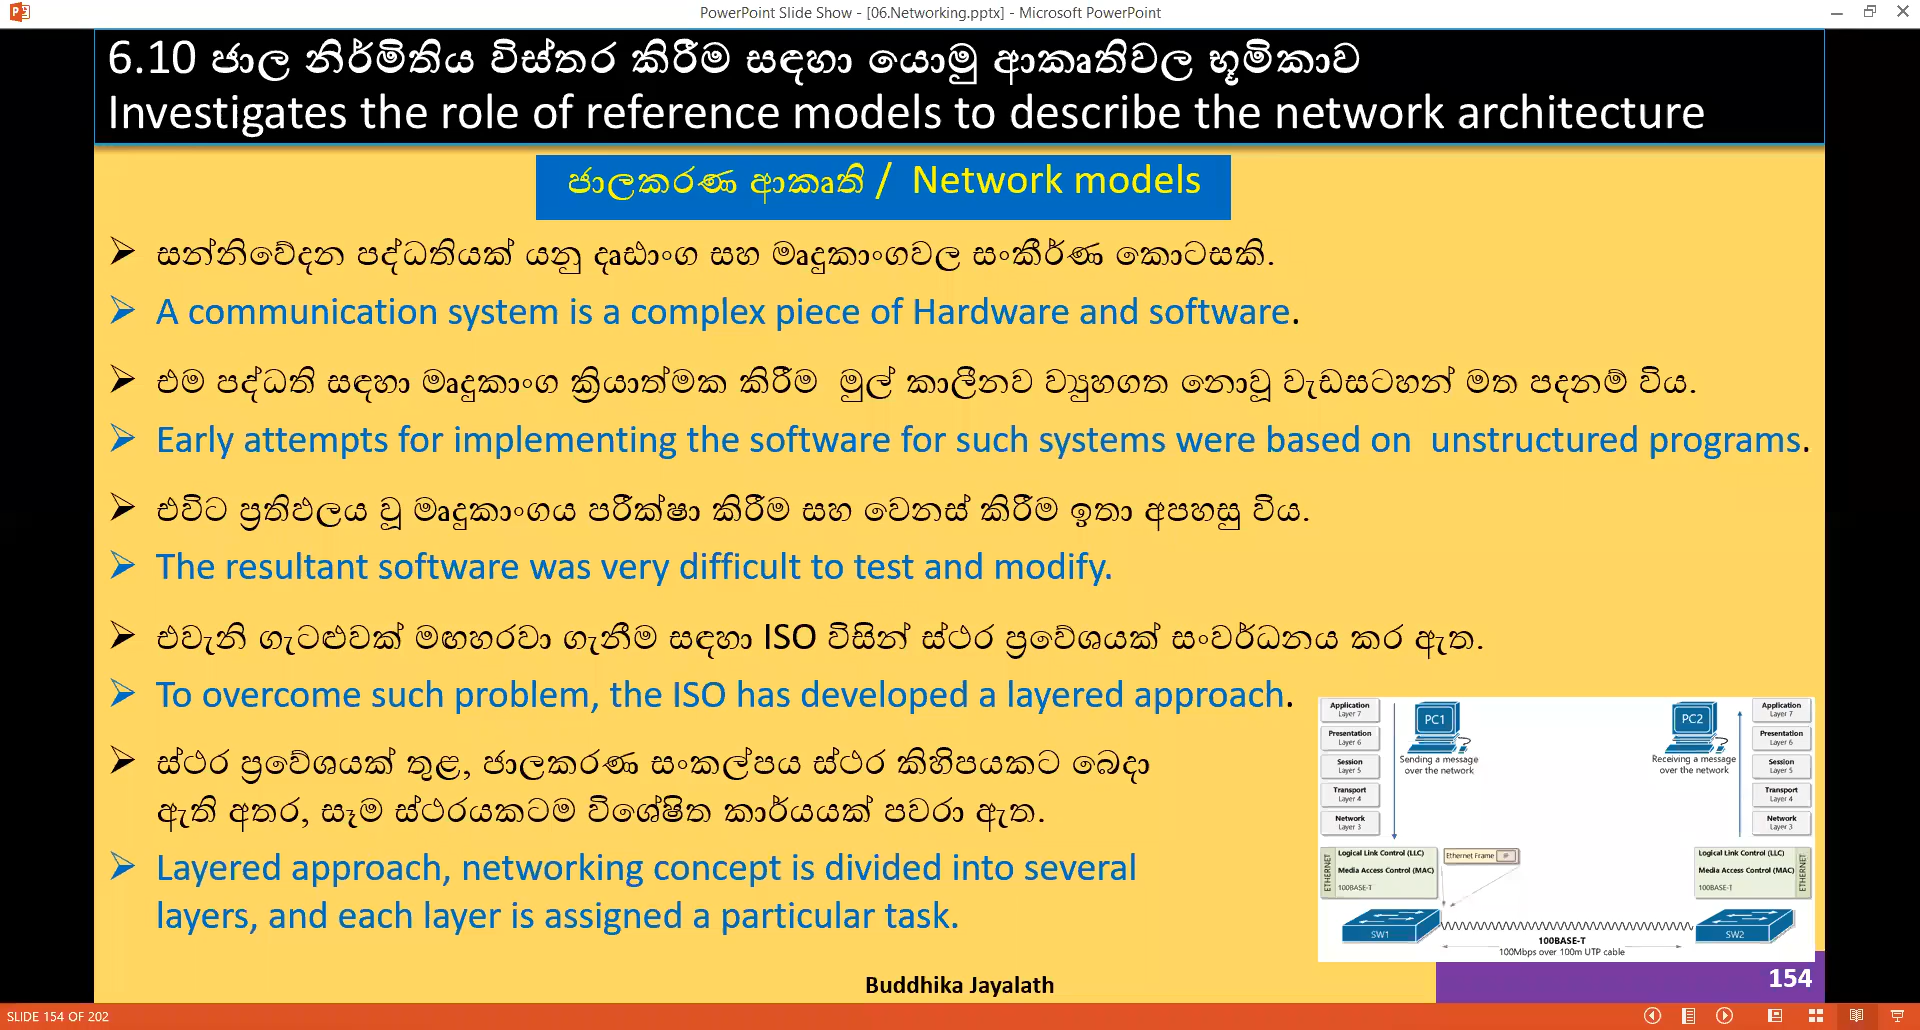 PowerPoint Slide Show - [06.Networking.pptx] - Microsoft PowerPoint
6.10 ජාල නිර්මිතිය විස්තර කිරීම සඳහා යොමු ආකෘතිවල භූමිකාව
Investigates the role of reference models to describe the network architecture
ජාලකරණ ආකෘති / Network models
සන්නිවේදන පද්ධතියක් යනු දෘඪාංග සහ මෘදුකාංගවල සංකීර්ණ කොටසකි.
A communication system is a complex piece of Hardware and software.
එම පද්ධති සඳහා මෘදුකාංග ක්‍රියාත්මක කිරීම මුල් කාලීනව ව්‍යුහගත නොවූ වැඩසටහන් මත පදනම් විය.
Early attempts for implementing the software for such systems were based on unstructured programs.
එවිට ප්‍රතිඵලය වූ මෘදුකාංගය පරීක්ෂා කිරීම සහ වෙනස් කිරීම ඉතා අපහසු විය.
The resultant software was very difficult to test and modify.
එවැනි ගැටළුවක් මඟහරවා ගැනීම සඳහා ISO විසින් ස්ථර ප්‍රවේශයක් සංවර්ධනය කර ඇත.
To overcome such problem, the ISO has developed a layered approach.
ස්ථර ප්‍රවේශයක් තුළ, ජාලකරණ සංකල්පය ස්ථර කිහිපයකට බෙදා
ඇති අතර, සෑම ස්ථරයකටම විශේෂිත කාර්යයක් පවරා ඇත.
Layered approach, networking concept is divided into several
layers, and each layer is assigned a particular task.
Application
Layer 7
Presentation
Layer 6
Session
Layer 5
Transport
Layer 4
Network
Layer 3
PC1
Sending a message
over the network
PC2
Receiving a message
over the network
Application
Layer 7
Presentation
Layer 6
Session
Layer 5
Transport
Layer 4
Network
Layer 3
ETHERNET
Logical Link Control (LLC)
Media Access Control (MAC)
100BASE-T
Ethernet Frame
Logical Link Control (LLC)
Media Access Control (MAC)
100BASE-T
ETHERNET
SW1
SW2
100BASE-T
100Mbps over 100m UTP cable
Buddhika Jayalath
154
SLIDE 154 OF 202